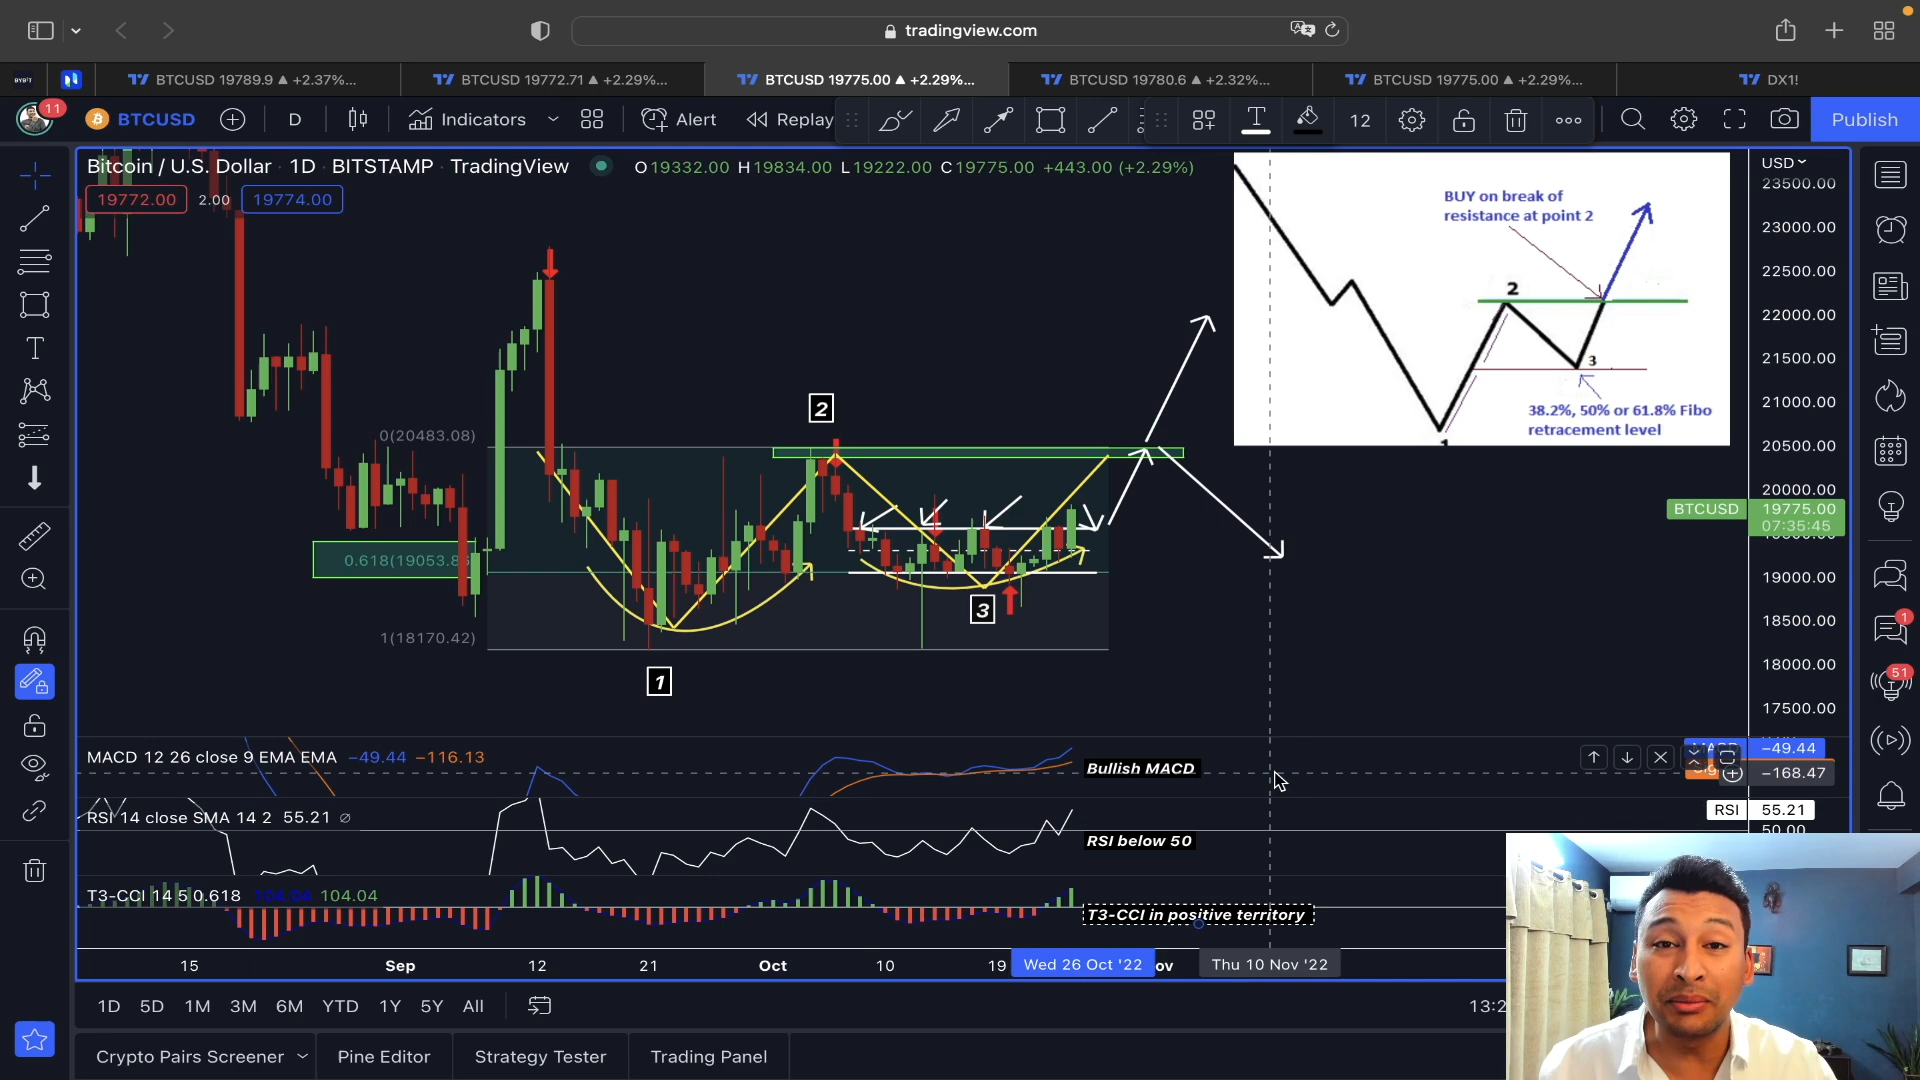 tradingview.com
BYBIT
BTCUSD 19789.9 ▲ +2.37%...
BTCUSD 19772.71 ▲ +2.29%...
BTCUSD 19775.00 ▲ +2.29%...
BTCUSD 19780.6 ▲ +2.32%...
BTCUSD 19775.00 ▲ +2.29%...
DX1!
11
BTCUSD
D
Indicators
Alert
Replay
T
12
Publish
Bitcoin / U.S. Dollar · 1D · BITSTAMP · TradingView
O19332.00 H19834.00 L19222.00 C19775.00 +443.00 (+2.29%)
19772.00 2.00 19774.00
USD
23500.00
23000.00
22500.00
22000.00
21500.00
21000.00
20500.00
20000.00
BTCUSD 19775.00
07:35:45
19000.00
18500.00
18000.00
17500.00
BUY on break of
resistance at point 2
2
3
38.2%, 50% or 61.8% Fibo
retracement level
1
2
0(20483.08)
1(18170.42)
3
1
MACD 12 26 close 9 EMA EMA −49.44 −116.13
Bullish MACD
−49.44
−168.47
RSI 14 close SMA 14 2 55.21 ∅
RSI below 50
RSI 55.21
50.00
T3-CCI 14 5 0.618 104.04 104.04
T3-CCI in positive territory
15 Sep 12 21 Oct 10 19 Wed 26 Oct '22 Thu 10 Nov '22
1D 5D 1M 3M 6M YTD 1Y 5Y All
Crypto Pairs Screener Pine Editor Strategy Tester Trading Panel
1
51